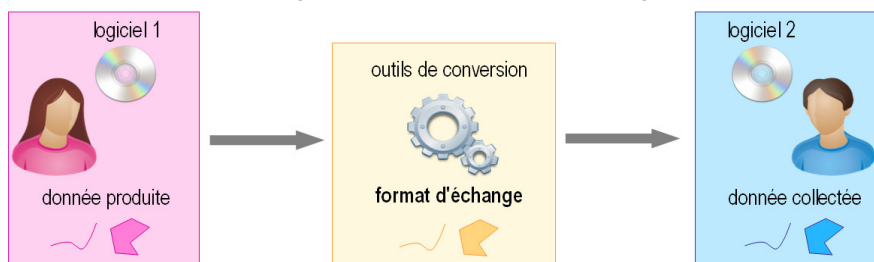 logiciel 1
donnée produite
outils de conversion
format d'échange
logiciel 2
donnée collectée